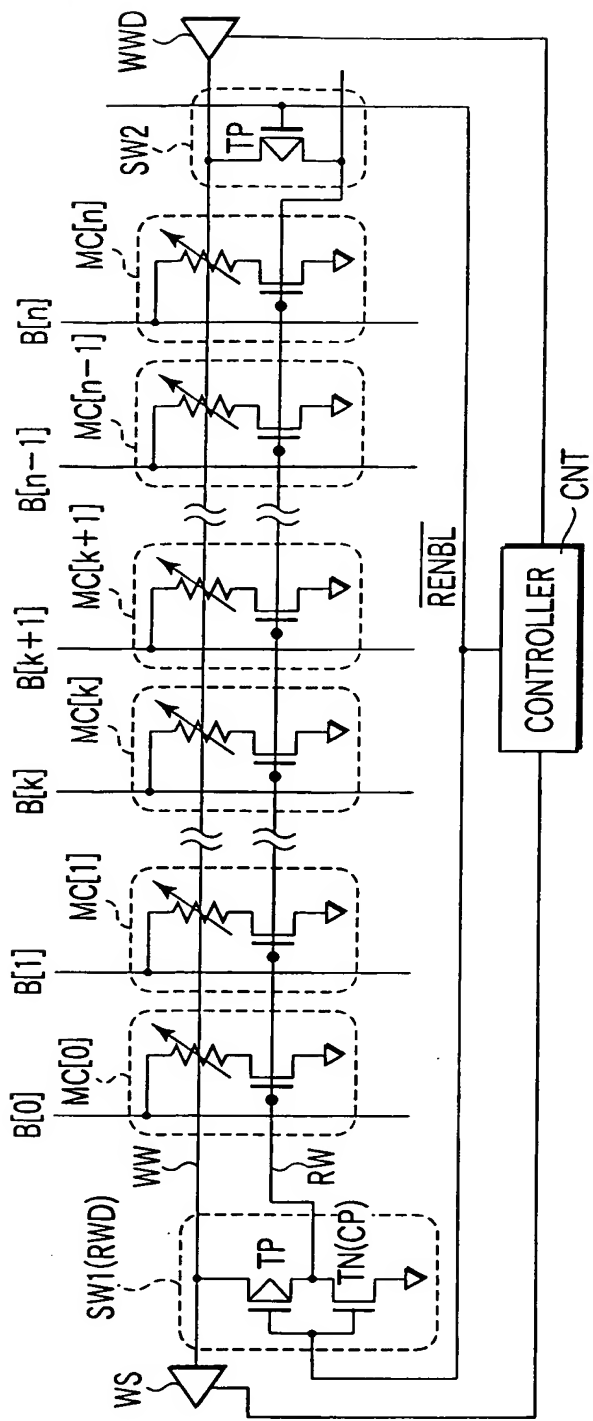 WWD
SW2
TP
MC[n]
B[n]
MC[n-1]
B[n-1]
MC[k+1]
B[k+1]
MC[k]
B[k]
MC[1]
B[1]
MC[0]
B[0]
WW
RW
SW1(RWD)
TP
TN(CP)
WS
RENBL
CONTROLLER
CNT